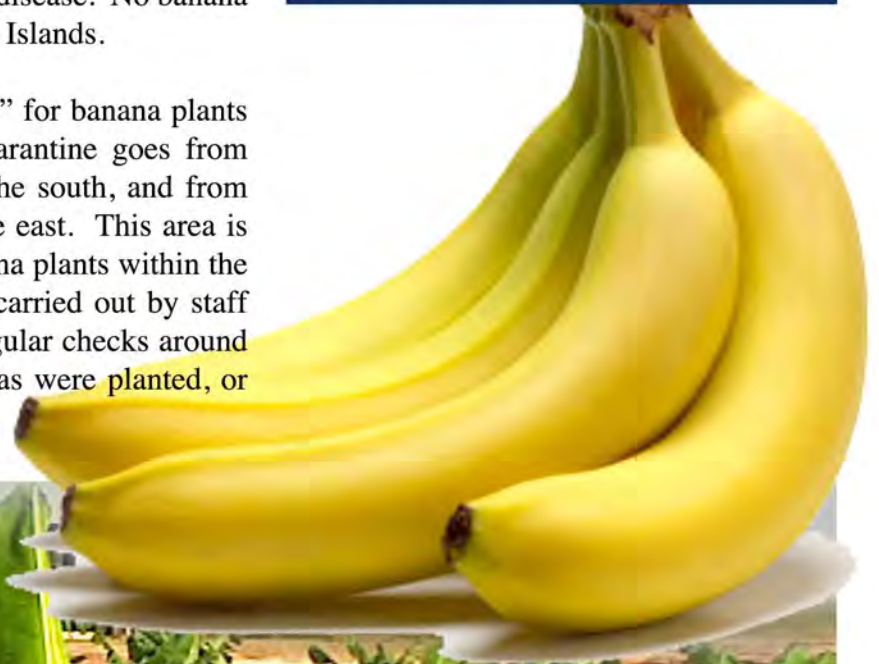 disease. No banana
Islands.
” for banana plants
arantine goes from
he south, and from
e east. This area is
na plants within the
carried out by staff
gular checks around
as were planted, or